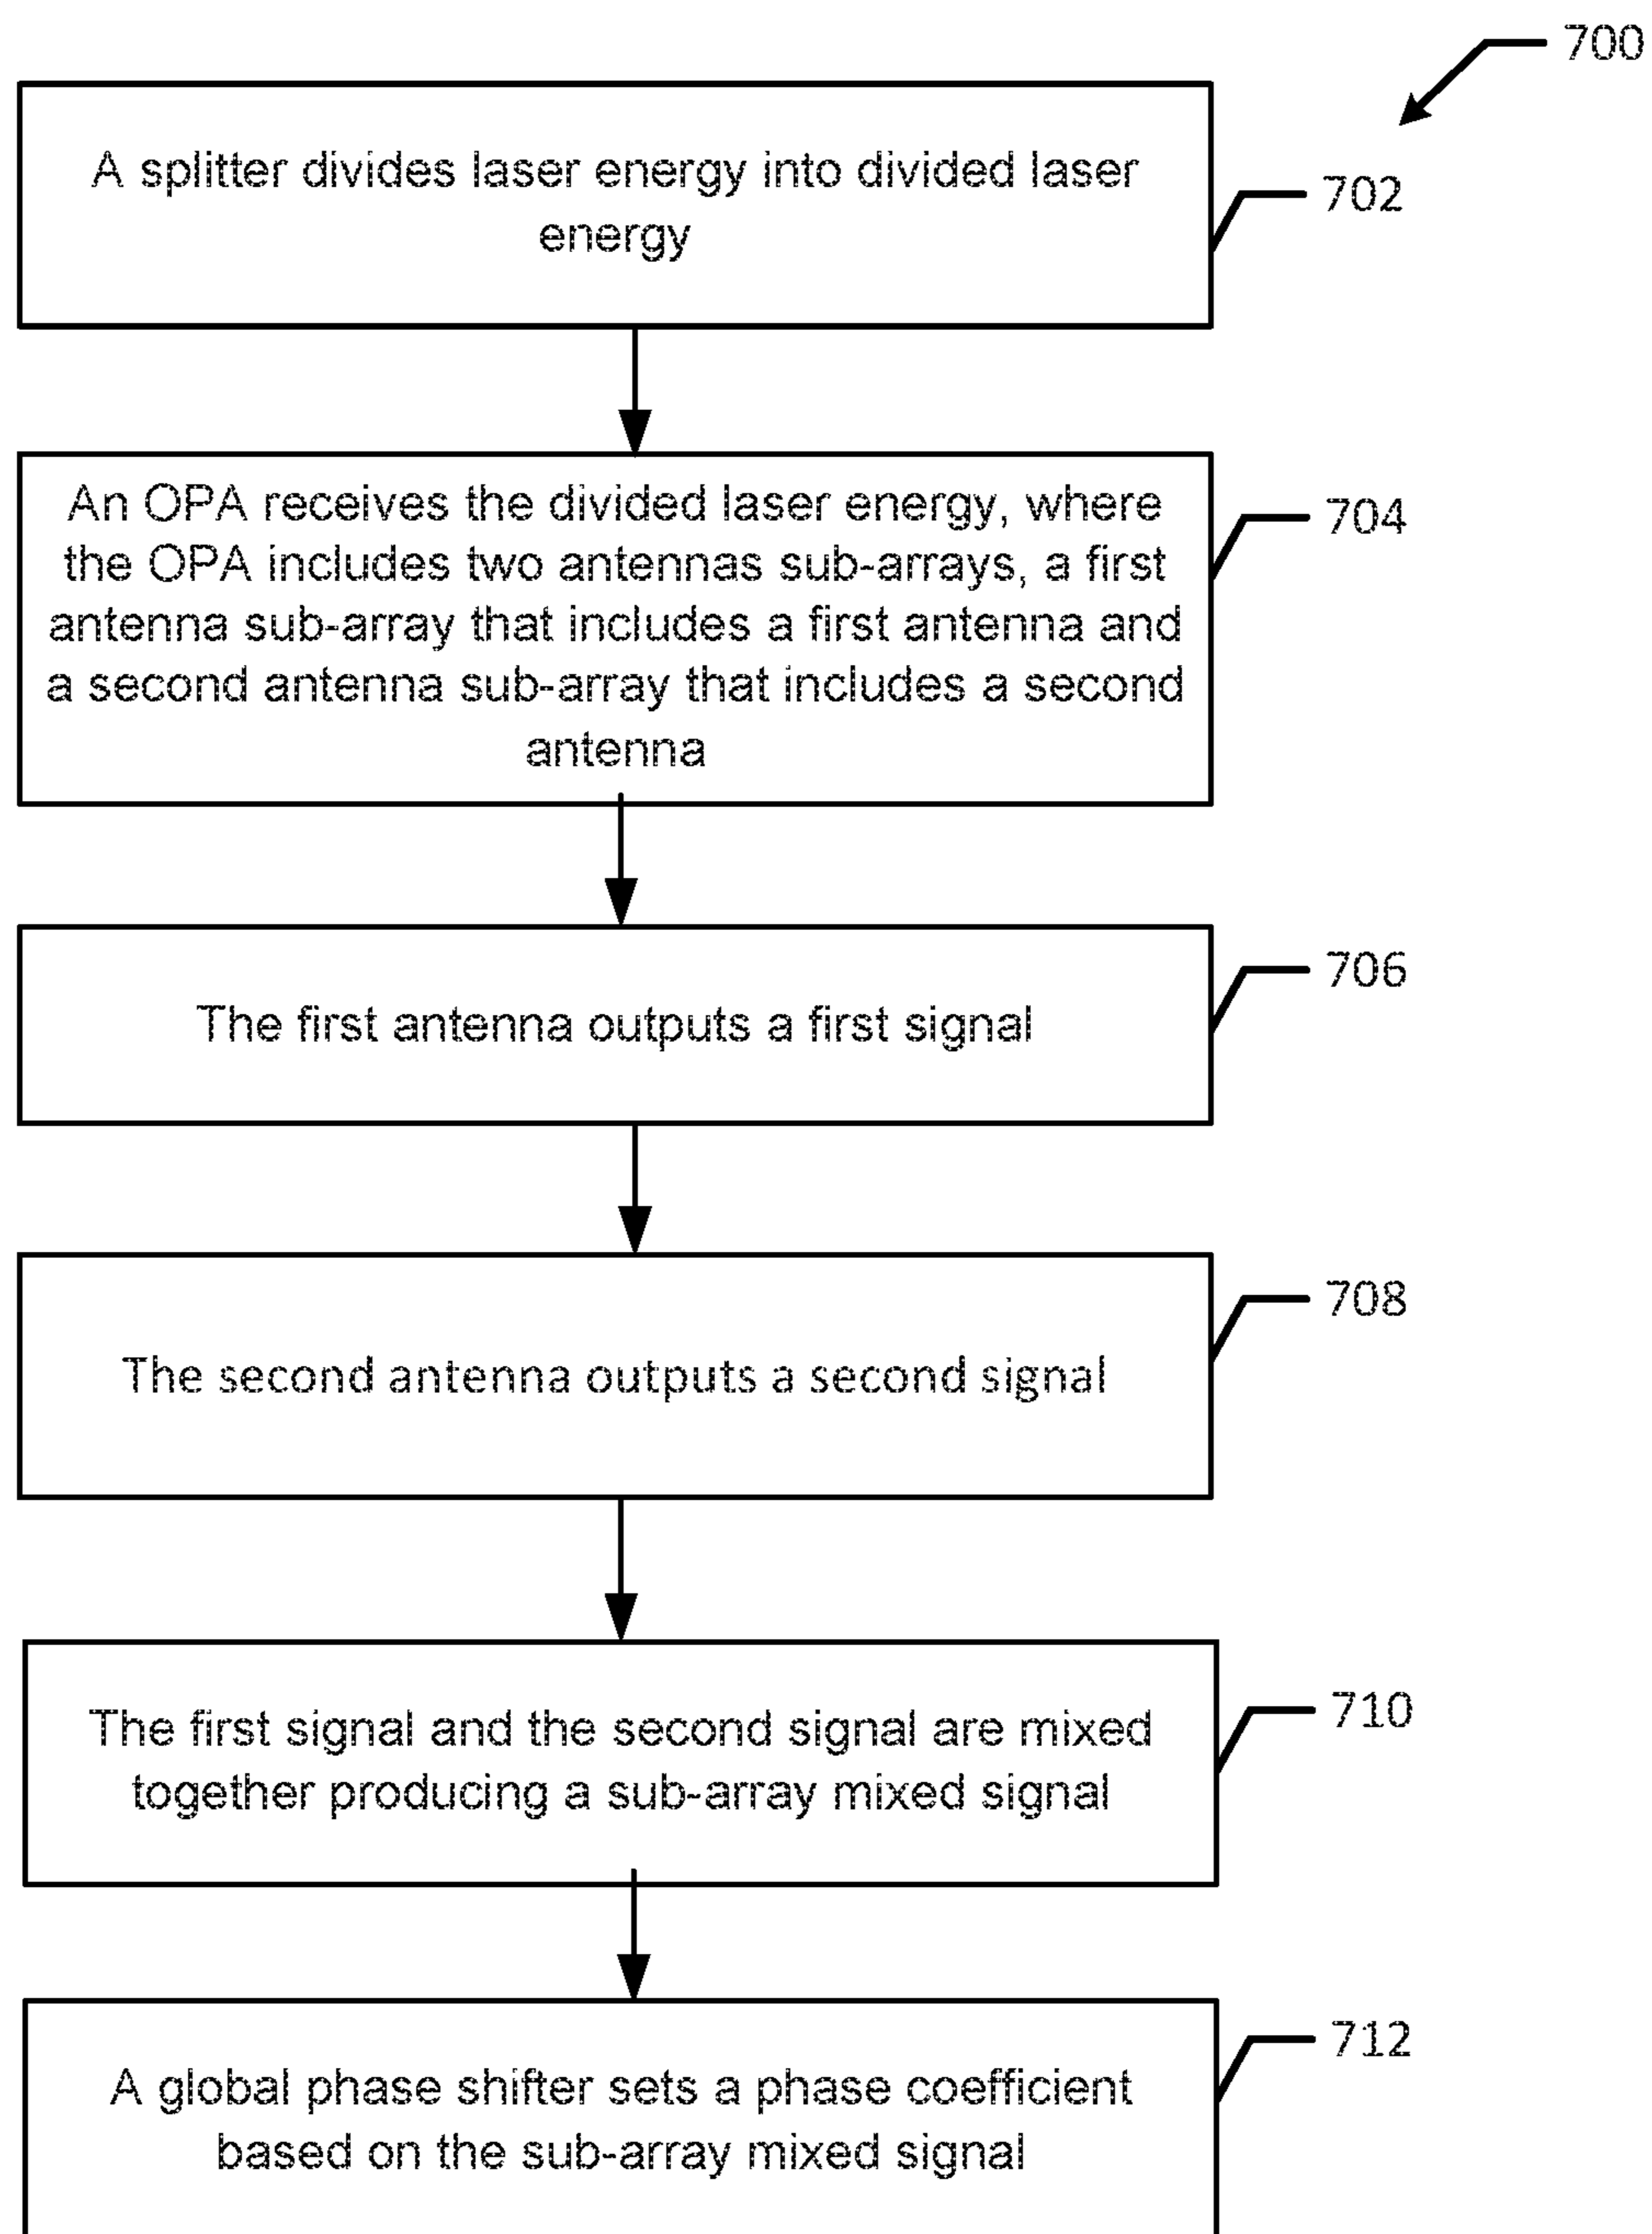 700
A splitter divides laser energy into divided laser
energy
702
An OPA receives the divided laser energy, where
the OPA includes two antennas sub-arrays, a first
antenna sub-array that includes a first antenna and
a second antenna sub-array that includes a second
antenna
704
The first antenna outputs a first signal
706
The second antenna outputs a second signal
708
The first signal and the second signal are mixed
together producing a sub-array mixed signal
710
A global phase shifter sets a phase coefficient
based on the sub-array mixed signal
712